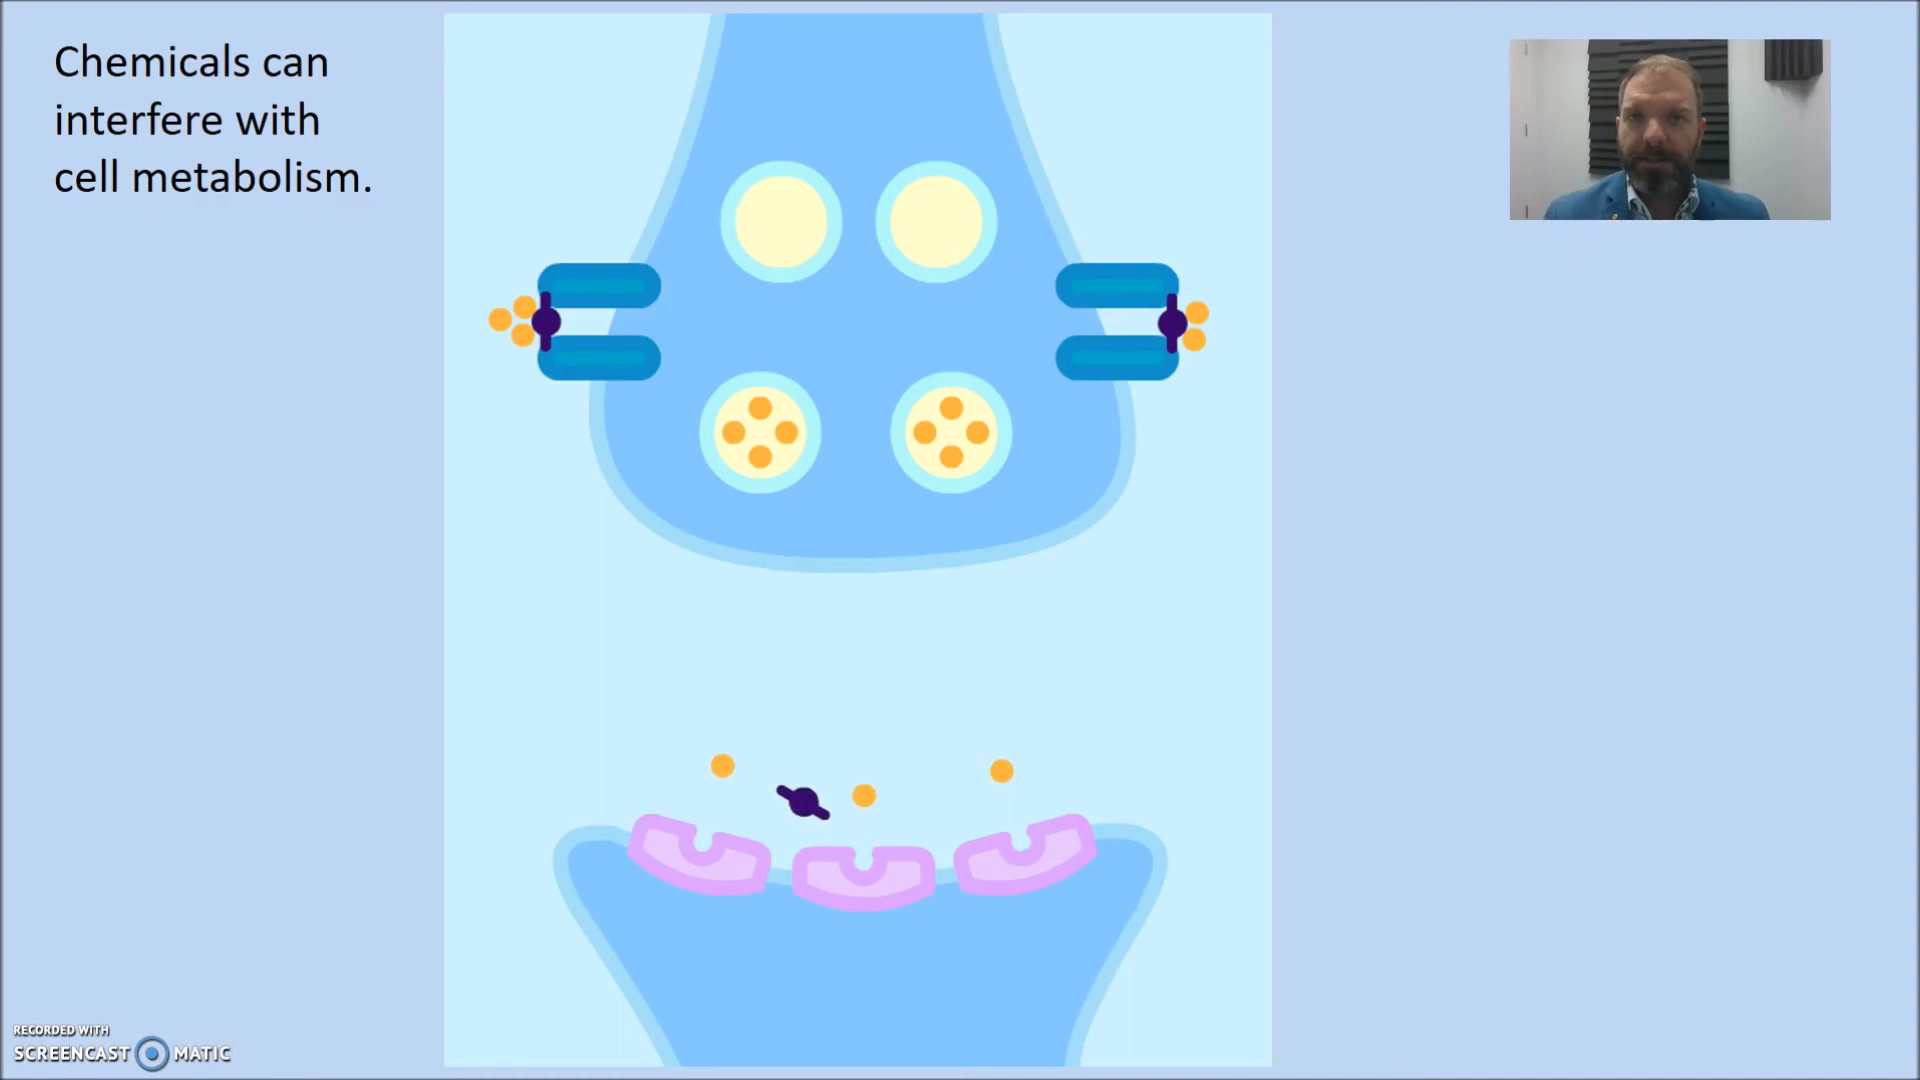 Chemicals can
interfere with
cell metabolism.
RECORDED WITH
SCREENCAST MATIC